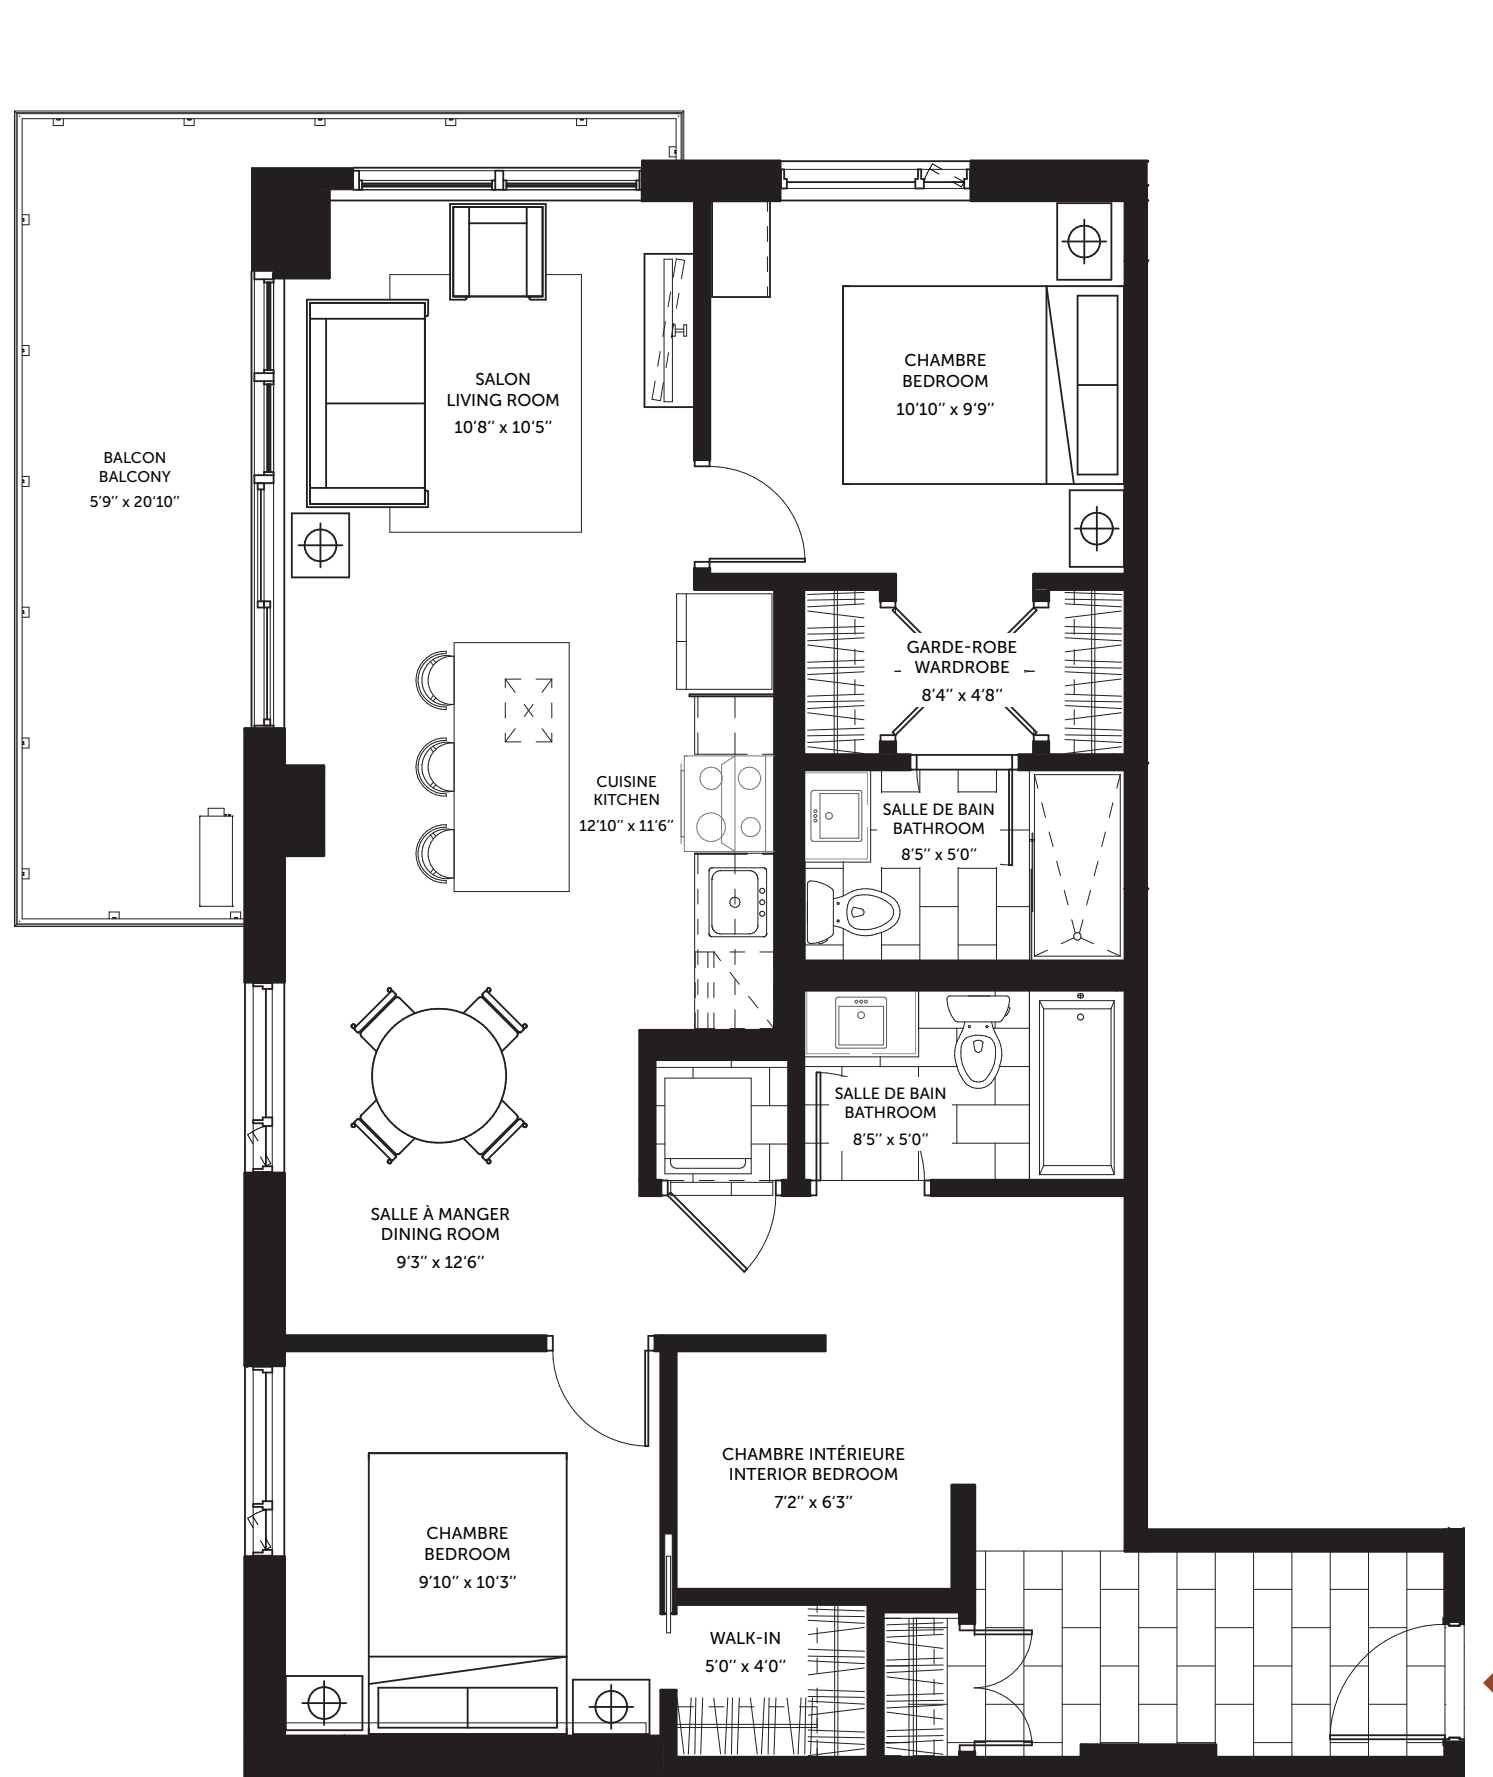 CHAMBRE
BEDROOM
10'10'' x 9'9''
SALON
LIVING ROOM
10'8'' x 10'5''
BALCON
BALCONY
5'9'' x 20'10''
GARDE-ROBE
WARDROBE
8'4'' x 4'8''
CUISINE
KITCHEN
12'10'' x 11'6''
SALLE DE BAIN
BATHROOM
8'5'' x 5'0''
SALLE DE BAIN
BATHROOM
8'5'' x 5'0''
SALLE À MANGER
DINING ROOM
9'3'' x 12'6''
CHAMBRE INTÉRIEURE
INTERIOR BEDROOM
7'2'' x 6'3''
CHAMBRE
BEDROOM
9'10'' x 10'3''
WALK-IN
5'0'' x 4'0''